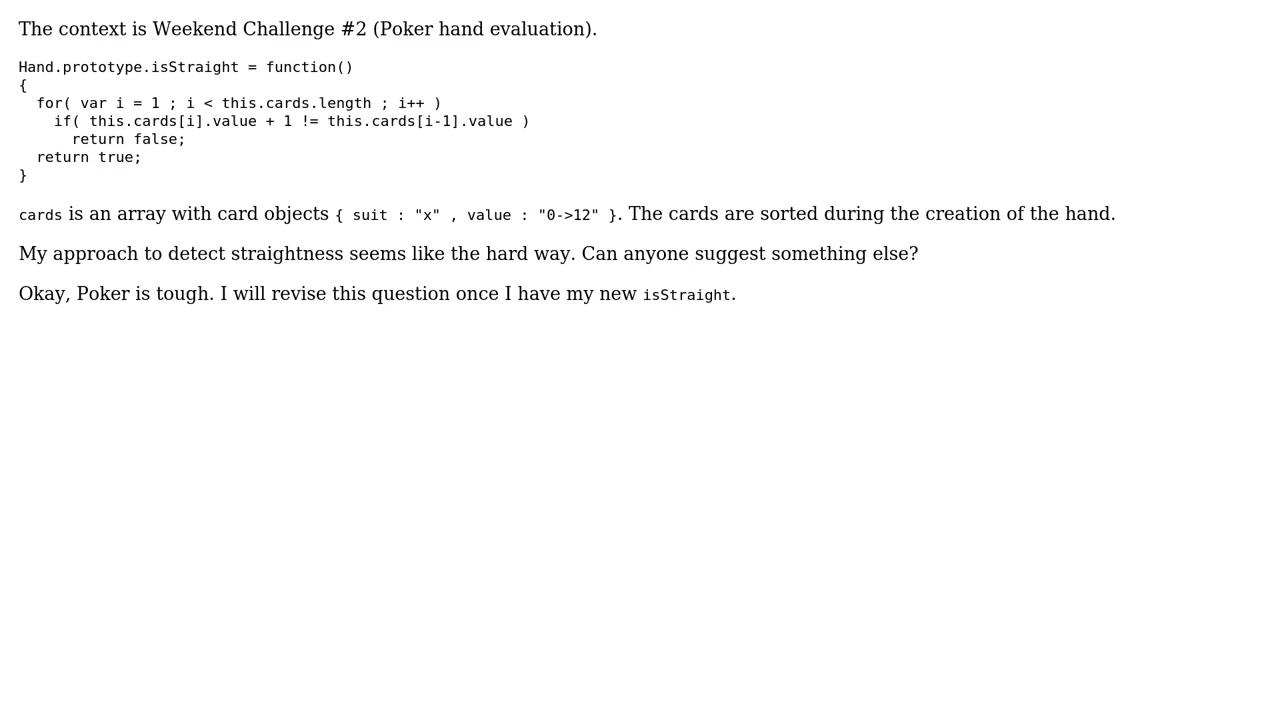 The context is Weekend Challenge #2 (Poker hand evaluation).
Hand.prototype.isStraight = function()
{
  for( var i = 1 ; i < this.cards.length ; i++ )
    if( this.cards[i].value + 1 != this.cards[i-1].value )
      return false;
  return true;
}
cards is an array with card objects { suit : "x" , value : "0->12" }. The cards are sorted during the creation of the hand.
My approach to detect straightness seems like the hard way. Can anyone suggest something else?
Okay, Poker is tough. I will revise this question once I have my new isStraight.